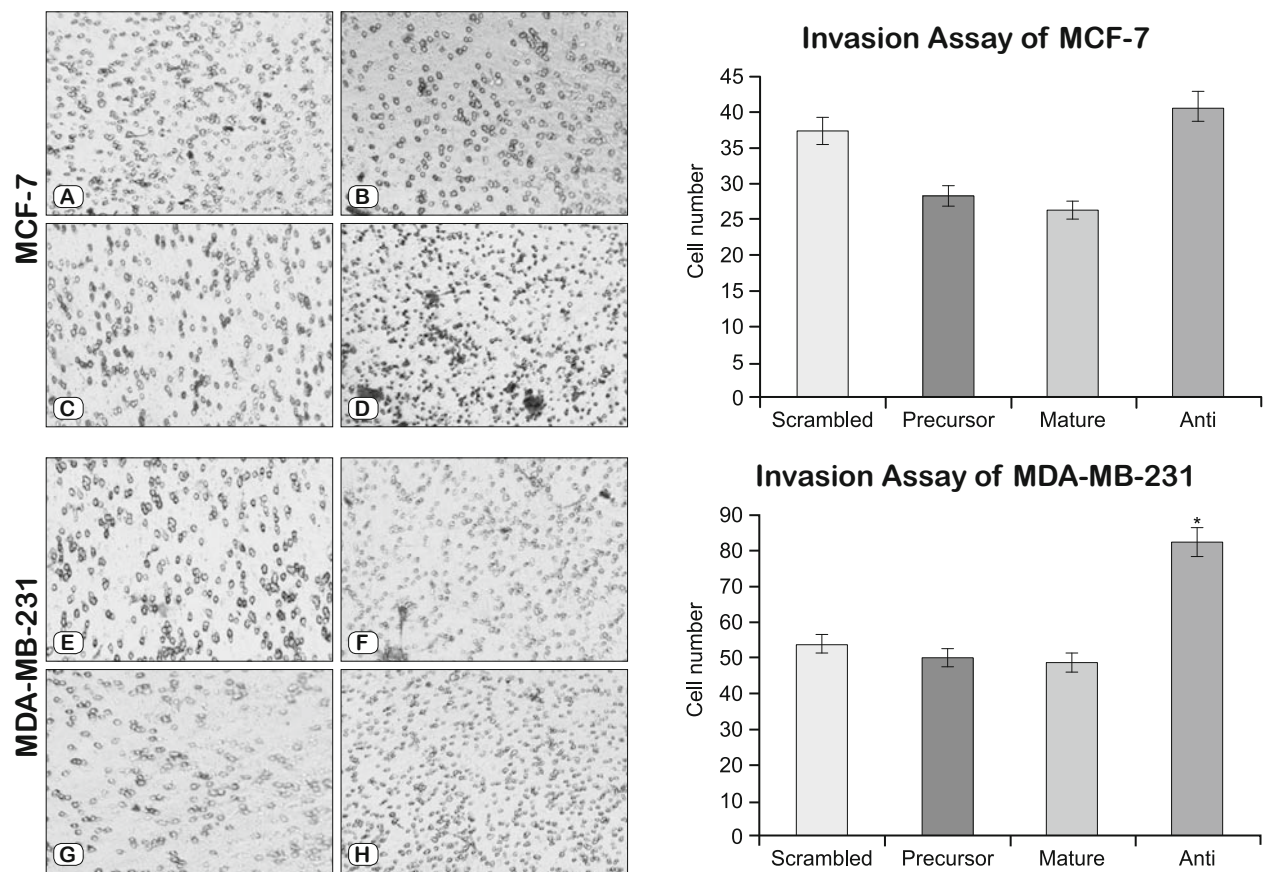 MCF-7
A
B
C
D
MDA-MB-231
E
F
G
H
Invasion Assay of MCF-7
Cell number
45
40
35
30
25
20
15
10
5
0
Scrambled Precursor Mature Anti
Invasion Assay of MDA-MB-231
Cell number
90
80
70
60
50
40
30
20
10
0
*
Scrambled Precursor Mature Anti